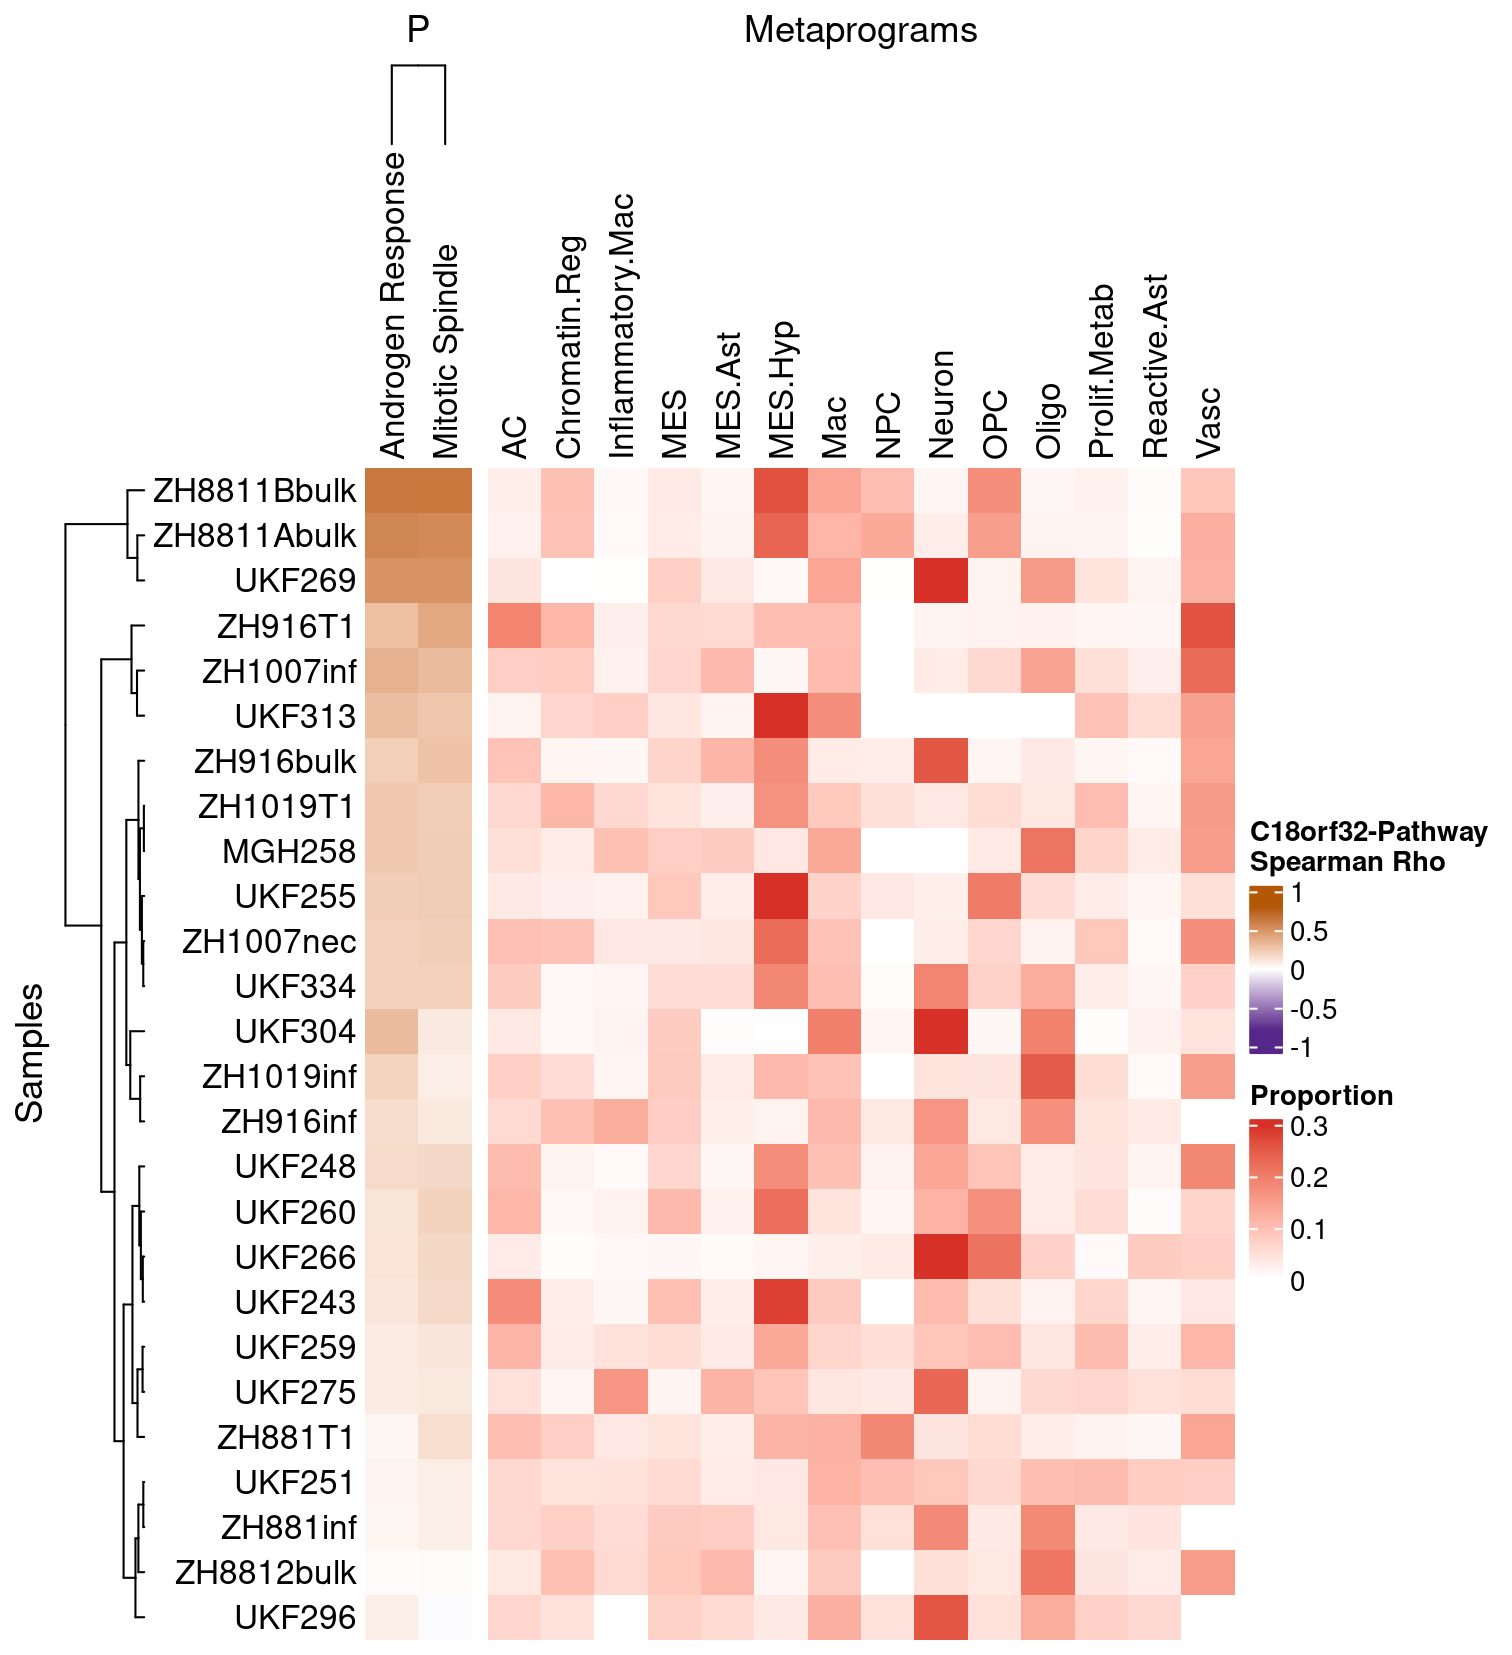 P
Metaprograms
Androgen Response
Mitotic Spindle
AC
Chromatin.Reg
Inflammatory.Mac
MES
MES.Ast
MES.Hyp
Mac
NPC
Neuron
OPC
Oligo
Prolif.Metab
Reactive.Ast
Vasc
Samples
ZH8811Bbulk
ZH8811Abulk
UKF269
ZH916T1
ZH1007inf
UKF313
ZH916bulk
ZH1019T1
MGH258
UKF255
ZH1007nec
UKF334
UKF304
ZH1019inf
ZH916inf
UKF248
UKF260
UKF266
UKF243
UKF259
UKF275
ZH881T1
UKF251
ZH881inf
ZH8812bulk
UKF296
C18orf32-Pathway
Spearman Rho
1
0.5
0
-0.5
-1
Proportion
0.3
0.2
0.1
0